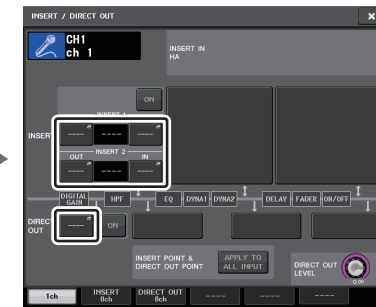 INSERT / DIRECT OUT
CH1
ch 1
INSERT IN
HA
ON
INSERT 1
INSERT
---- ---- ----
OUT INSERT 2 IN
---- ---- ----
DIGITAL GAIN HPF EQ DYNA1 DYNA2 DELAY FADER ON/OFF
DIRECT OUT
---- ON
INSERT POINT & DIRECT OUT POINT
APPLY TO ALL INPUT
DIRECT OUT LEVEL
0.00
1ch
INSERT 8ch
DIRECT OUT 8ch
---- ---- ----